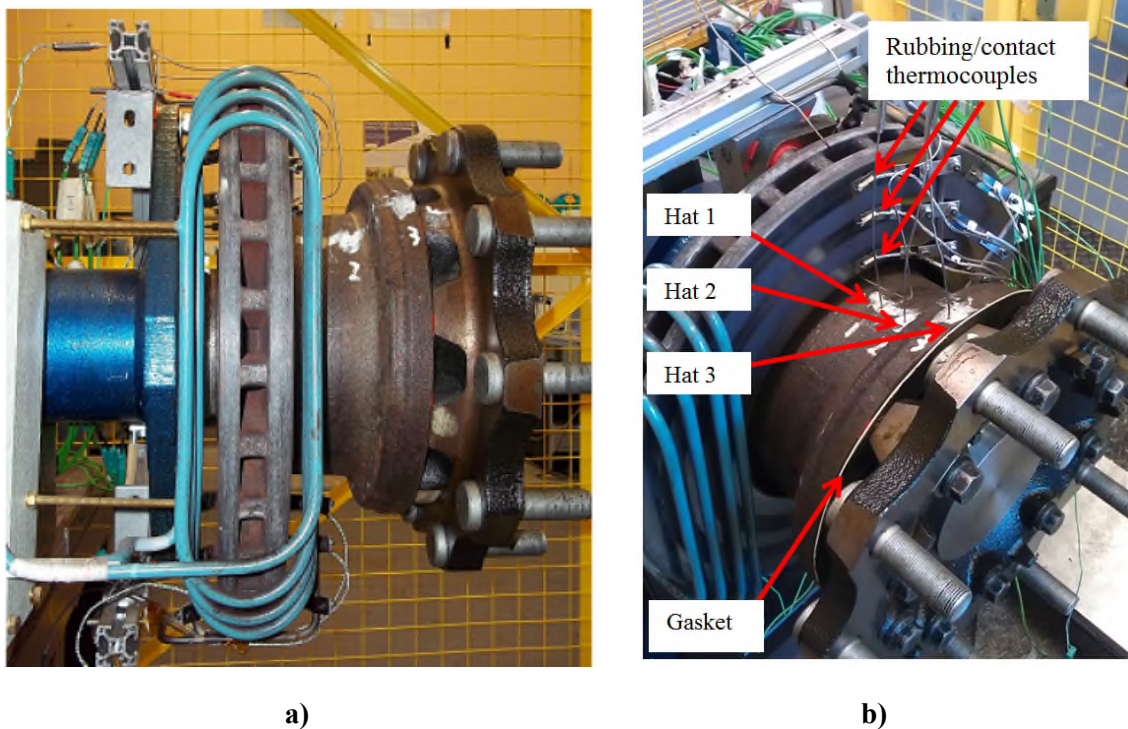 Rubbing/contact
thermocouples
Hat 1
Hat 2
Hat 3
Gasket
a)
b)